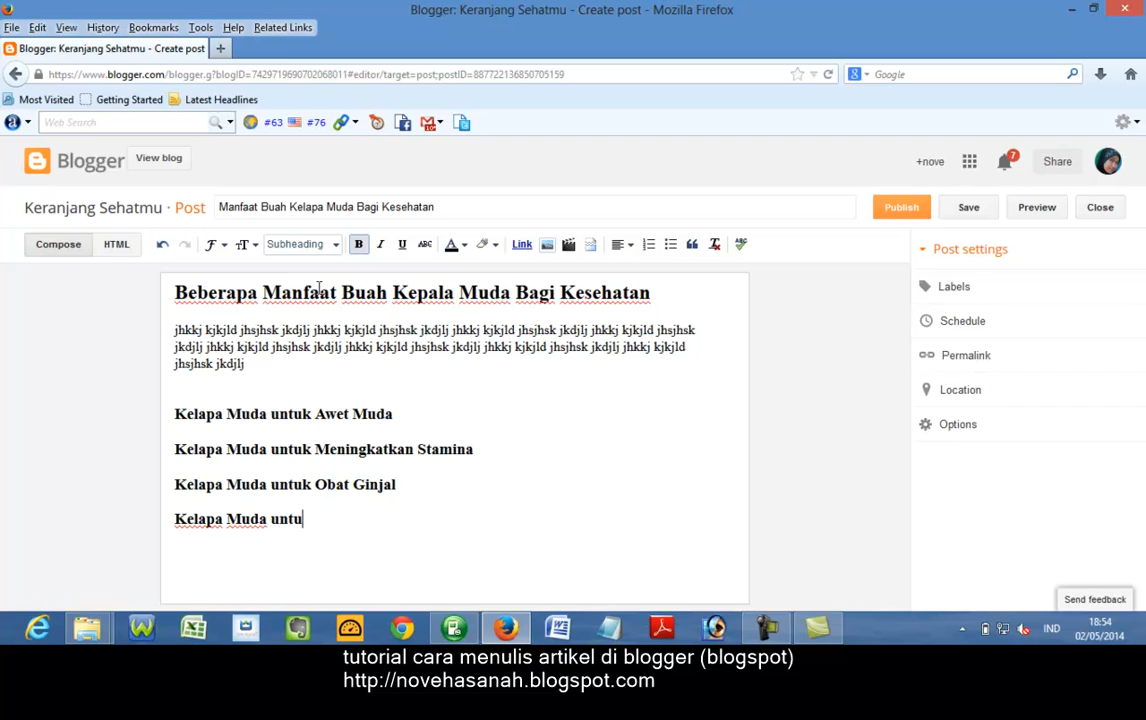 Blogger: Keranjang Sehatmu - Create post - Mozilla Firefox
File Edit View History Bookmarks Tools Help Related Links
Blogger: Keranjang Sehatmu - Create post
https://www.blogger.com/blogger.g?blogID=7429719690702068011#editor/target=post;postID=887722136850705159
Google
Most Visited Getting Started Latest Headlines
Web Search #63 #76
Blogger View blog +nove 7 Share
Keranjang Sehatmu · Post Manfaat Buah Kelapa Muda Bagi Kesehatan Publish Save Preview Close
Compose HTML Subheading B I U ABC A Link
Post settings
Labels
Schedule
Permalink
Location
Options
Beberapa Manfaat Buah Kepala Muda Bagi Kesehatan
jhkkj kjkjld jhsjhsk jkdjlj jhkkj kjkjld jhsjhsk jkdjlj jhkkj kjkjld jhsjhsk jkdjlj jhkkj kjkjld jhsjhsk
jkdjlj jhkkj kjkjld jhsjhsk jkdjlj jhkkj kjkjld jhsjhsk jkdjlj jhkkj kjkjld jhsjhsk jkdjlj jhkkj kjkjld
jhsjhsk jkdjlj
Kelapa Muda untuk Awet Muda
Kelapa Muda untuk Meningkatkan Stamina
Kelapa Muda untuk Obat Ginjal
Kelapa Muda untu
Send feedback
IND 18:54
02/05/2014
tutorial cara menulis artikel di blogger (blogspot)
http://novehasanah.blogspot.com